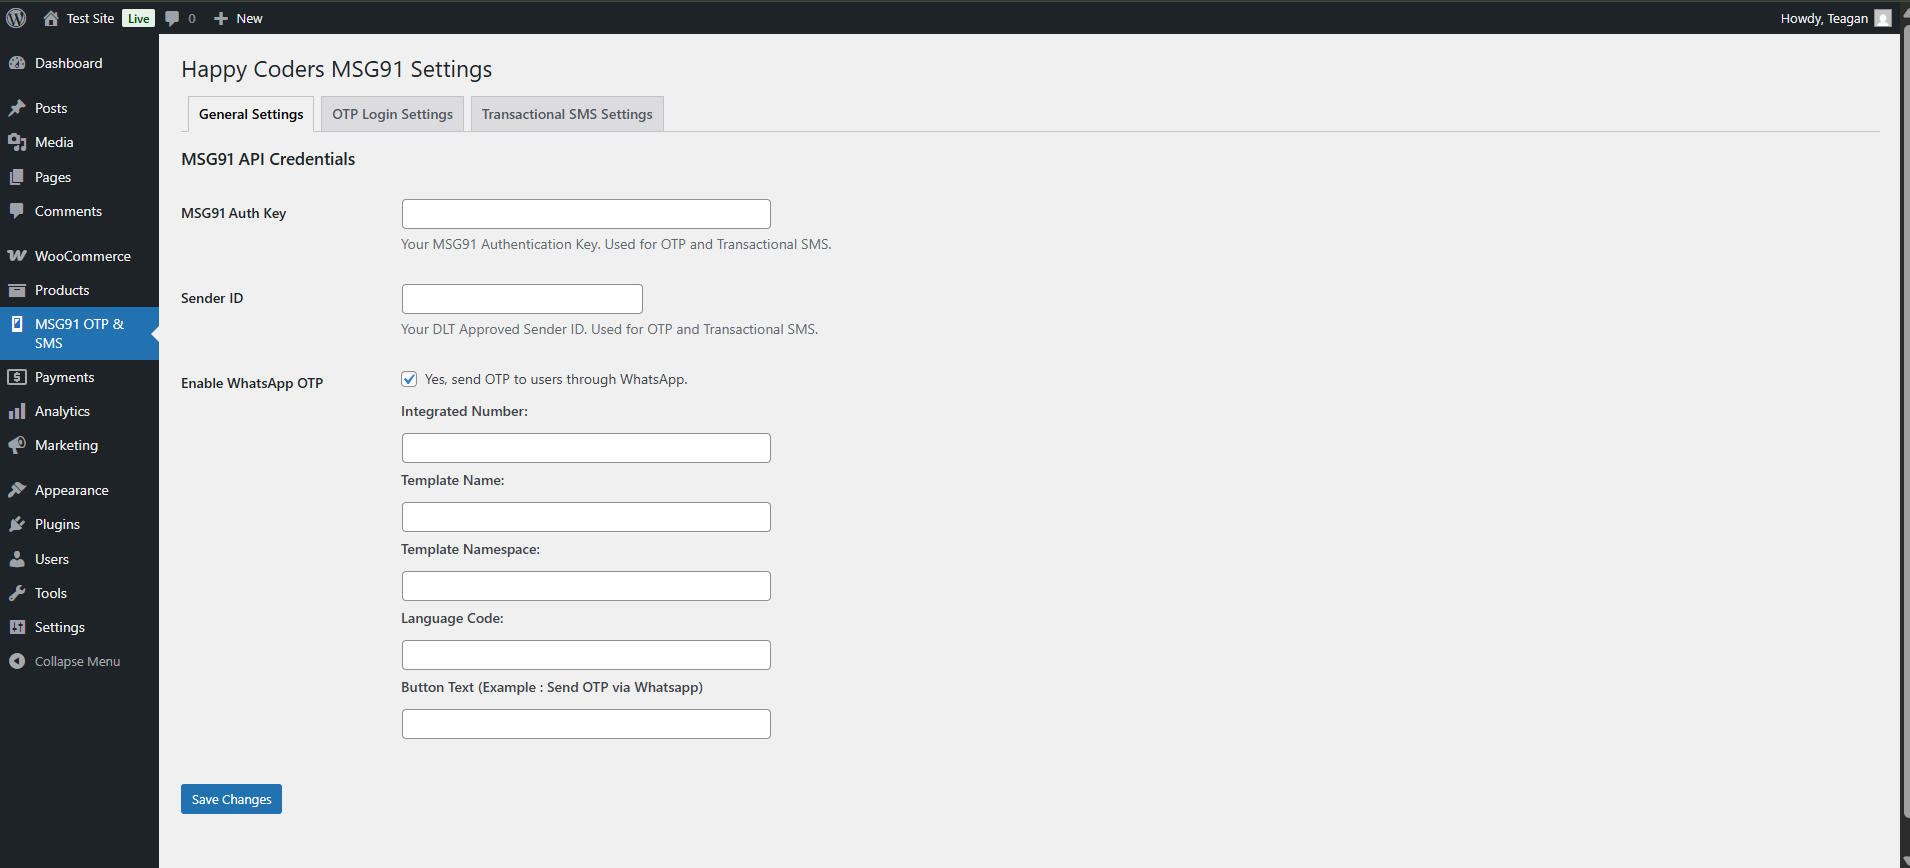 Test Site Live 0 New
Howdy, Teagan
Dashboard
Posts
Media
Pages
Comments
WooCommerce
Products
MSG91 OTP &
SMS
Payments
Analytics
Marketing
Appearance
Plugins
Users
Tools
Settings
Collapse Menu
Happy Coders MSG91 Settings
General Settings
OTP Login Settings
Transactional SMS Settings
MSG91 API Credentials
MSG91 Auth Key
Your MSG91 Authentication Key. Used for OTP and Transactional SMS.
Sender ID
Your DLT Approved Sender ID. Used for OTP and Transactional SMS.
Enable WhatsApp OTP
Yes, send OTP to users through WhatsApp.
Integrated Number:
Template Name:
Template Namespace:
Language Code:
Button Text (Example : Send OTP via Whatsapp)
Save Changes